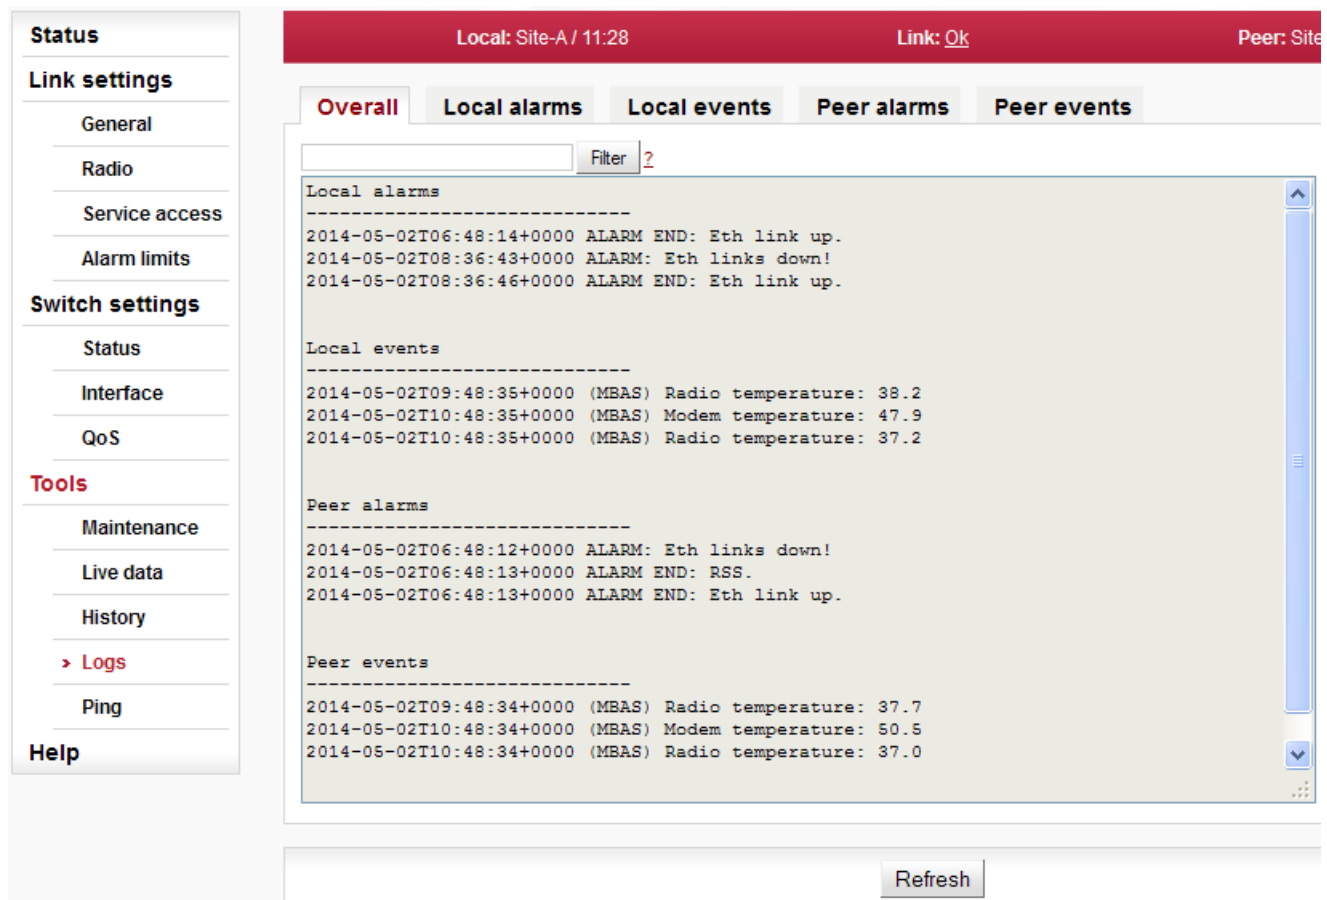 Status
Link settings
General
Radio
Service access
Alarm limits
Switch settings
Status
Interface
QoS
Tools
Maintenance
Live data
History
Logs
Ping
Help
Local: Site-A / 11:28 Link: Ok Peer: Site
Overall Local alarms Local events Peer alarms Peer events
Filter ?
Local alarms
-----------------------------
2014-05-02T06:48:14+0000 ALARM END: Eth link up.
2014-05-02T08:36:43+0000 ALARM: Eth links down!
2014-05-02T08:36:46+0000 ALARM END: Eth link up.
Local events
-----------------------------
2014-05-02T09:48:35+0000 (MBAS) Radio temperature: 38.2
2014-05-02T10:48:35+0000 (MBAS) Modem temperature: 47.9
2014-05-02T10:48:35+0000 (MBAS) Radio temperature: 37.2
Peer alarms
-----------------------------
2014-05-02T06:48:12+0000 ALARM: Eth links down!
2014-05-02T06:48:13+0000 ALARM END: RSS.
2014-05-02T06:48:13+0000 ALARM END: Eth link up.
Peer events
-----------------------------
2014-05-02T09:48:34+0000 (MBAS) Radio temperature: 37.7
2014-05-02T10:48:34+0000 (MBAS) Modem temperature: 50.5
2014-05-02T10:48:34+0000 (MBAS) Radio temperature: 37.0
Refresh